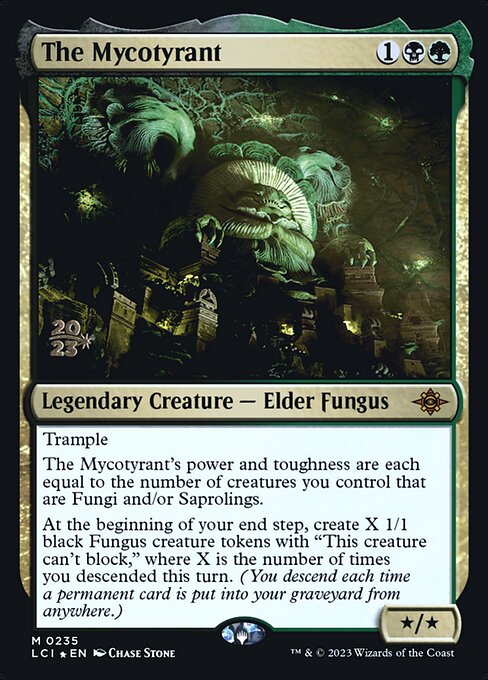 The Mycotyrant 1
20
23
Legendary Creature — Elder Fungus
Trample
The Mycotyrant's power and toughness are each
equal to the number of creatures you control that
are Fungi and/or Saprolings.
At the beginning of your end step, create X 1/1
black Fungus creature tokens with “This creature
can't block,” where X is the number of times
you descended this turn. (You descend each time
a permanent card is put into your graveyard from
anywhere.)
★/★
M 0235
LCI ★ EN Chase Stone
™ & © 2023 Wizards of the Coast